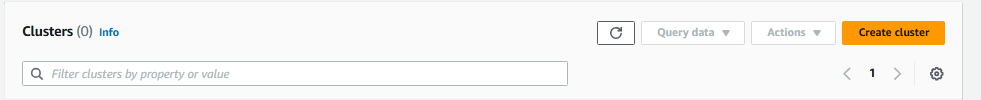 Clusters (0) Info Query data Actions Create cluster
Filter clusters by property or value 1